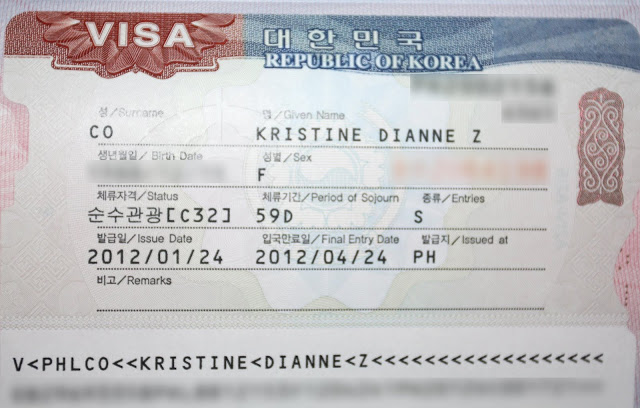 VISA 대한민국
REPUBLIC OF KOREA
성/Surname 명/Given Name
CO KRISTINE DIANNE Z
생년월일/Birth Date 성별/Sex
F
체류자격/Status 체류기간/Period of Sojourn 종류/Entries
순수관광[C32] 59D S
발급일/Issue Date 입국만료일/Final Entry Date 발급지/Issued at
2012/01/24 2012/04/24 PH
비고/Remarks
V<PHLCO<<KRISTINE<DIANNE<Z<<<<<<<<<<<<<<<<<<